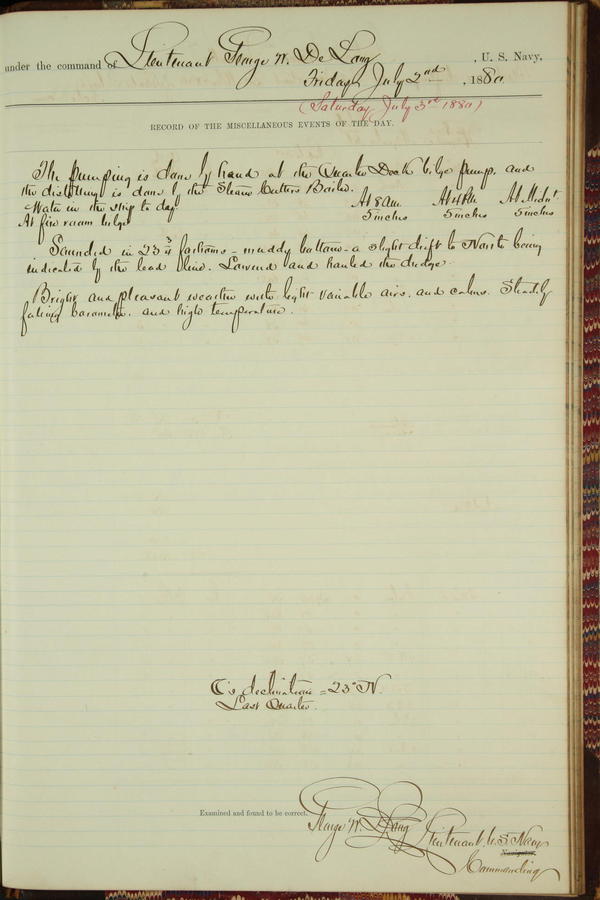 under the command of Lieutenant George W. De Long, U. S. Navy,
Friday July 2nd, 1880
(Saturday July 3rd 1880)
RECORD OF THE MISCELLANEOUS EVENTS OF THE DAY.
The pumping is done by hand at the Quarter Deck bilge pump, and
the distilling is done by the Steam Cutters Boiler.
Water in the ship to day At 8 AM. At 4 PM. At Mid'nt
At fire room bilge 5 inches 5 inches 5 inches
Sounded in 23 fathoms - muddy bottom - a slight drift to N being
indicated by the lead line. Lowered and hauled the dredge.
Bright and pleasant weather with light variable airs, and calms. Steadily
falling barometer, and high temperature.
☾'s declination = 23° N.
Last Quarter.
Examined and found to be correct.
George W. De Long Lieutenant U.S. Navy
Navigator.
Commanding